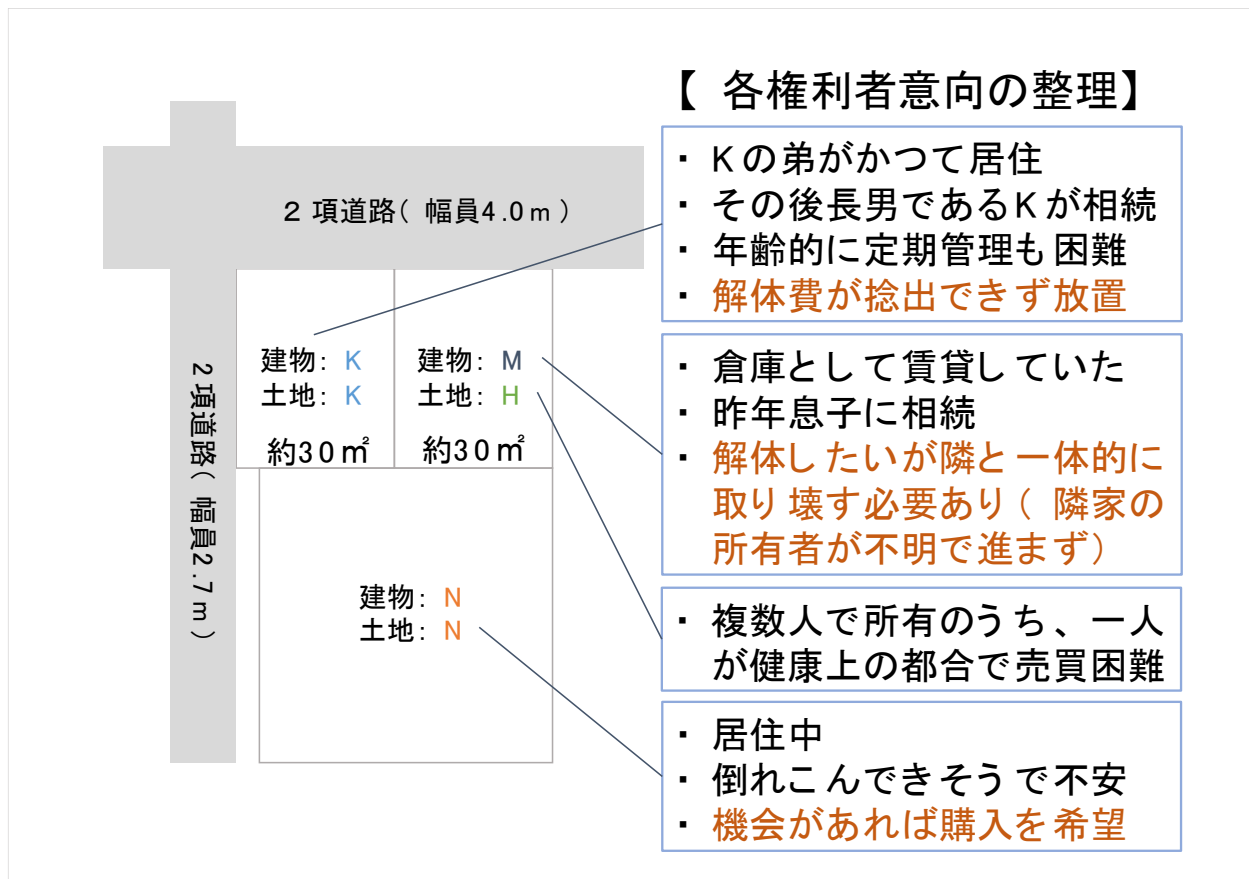 【各権利者意向の整理】
２項道路（幅員4.0ｍ）
２項道路（幅員2.7ｍ）
建物：K
土地：K
約30㎡
建物：M
土地：H
約30㎡
建物：N
土地：N
・Kの弟がかつて居住
・その後長男であるKが相続
・年齢的に定期管理も困難
・解体費が捻出できず放置
・倉庫として賃貸していた
・昨年息子に相続
・解体したいが隣と一体的に
取り壊す必要あり（隣家の
所有者が不明で進まず）
・複数人で所有のうち、一人
が健康上の都合で売買困難
・居住中
・倒れこんできそうで不安
・機会があれば購入を希望